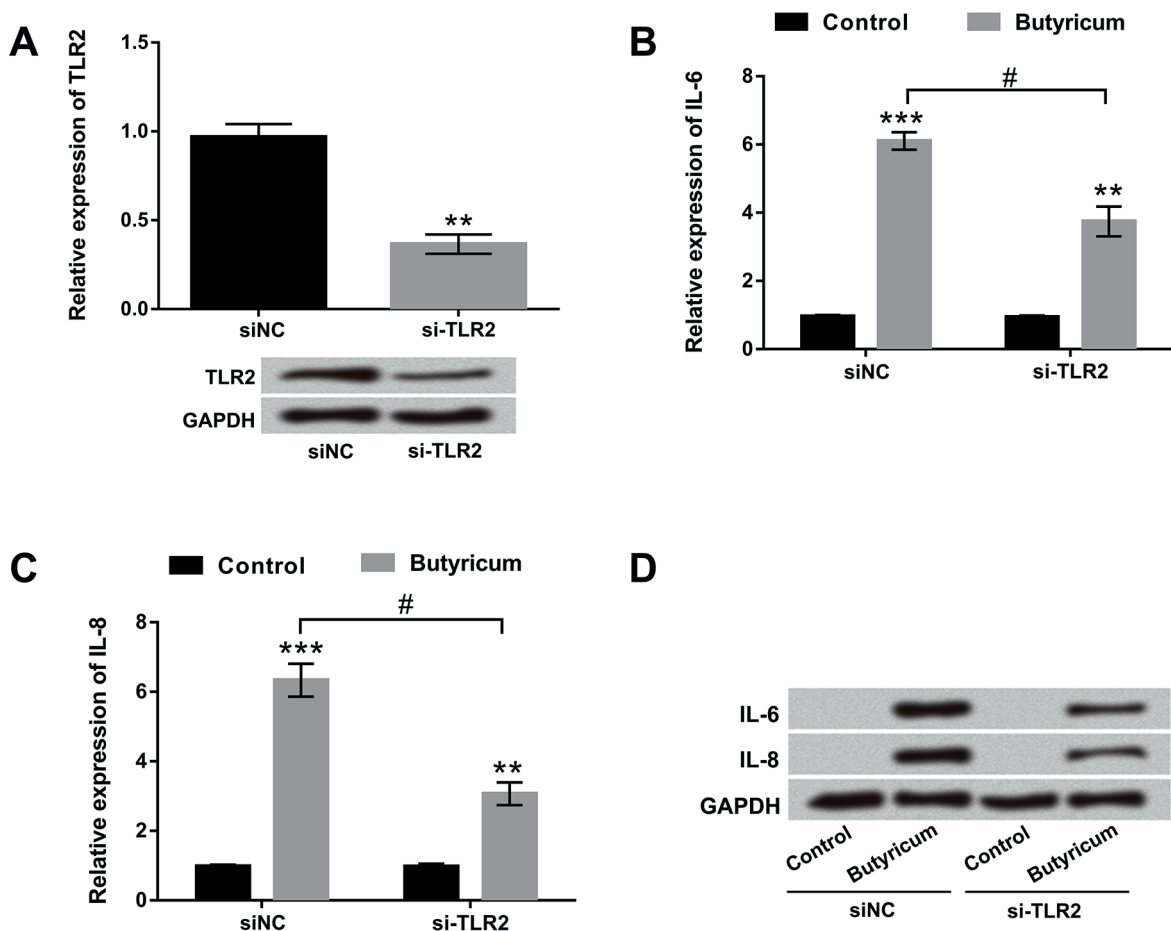 A
Relative expression of TLR2
1.5
1.0
0.5
0.0
**
siNC si-TLR2
TLR2
GAPDH
siNC si-TLR2
B
Control Butyricum
Relative expression of IL-6
8
6
4
2
0
#
***
**
siNC si-TLR2
C
Control Butyricum
Relative expression of IL-8
8
6
4
2
0
#
***
**
siNC si-TLR2
D
IL-6
IL-8
GAPDH
Control Butyricum Control Butyricum
siNC si-TLR2